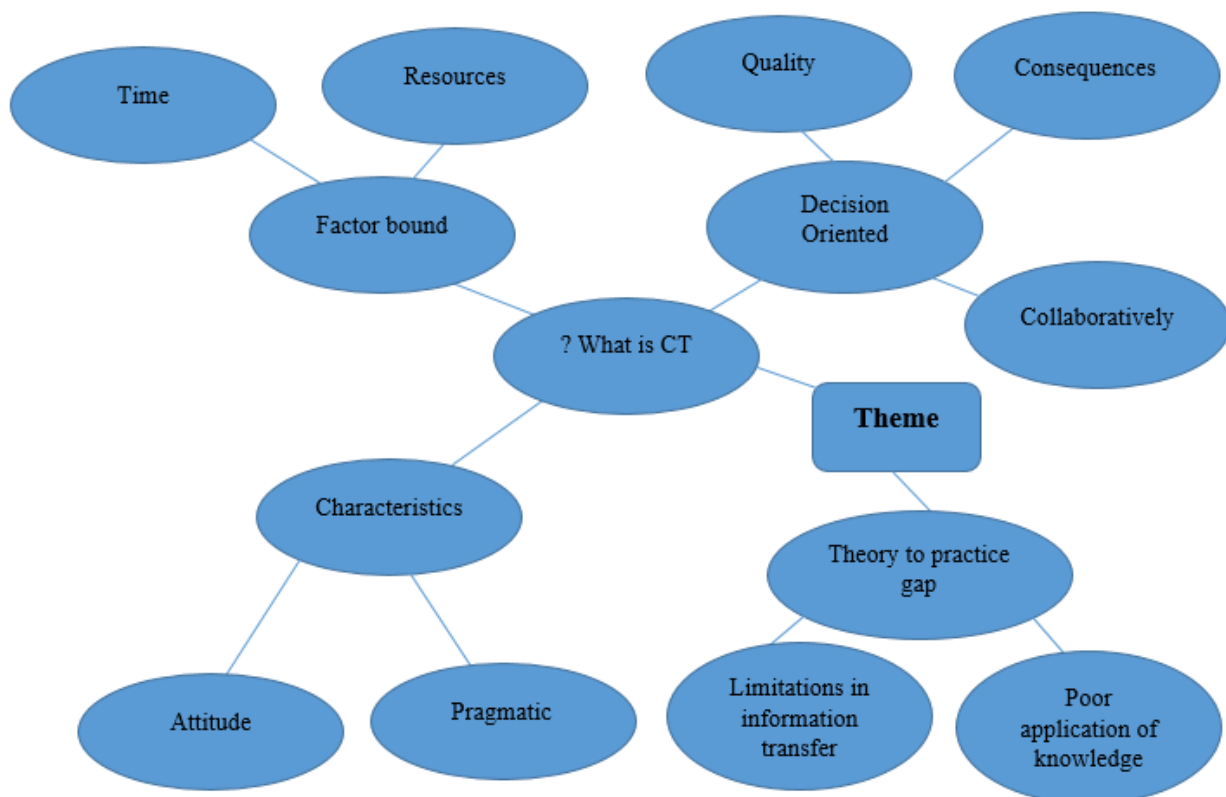 Time
Resources
Quality
Consequences
Factor bound
Decision
Oriented
Collaboratively
? What is CT
Theme
Characteristics
Theory to practice
gap
Attitude
Pragmatic
Limitations in
information
transfer
Poor
application of
knowledge